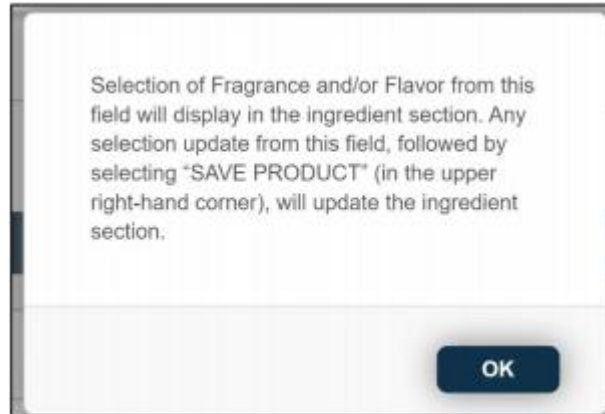 Selection of Fragrance and/or Flavor from this
field will display in the ingredient section. Any
selection update from this field, followed by
selecting “SAVE PRODUCT” (in the upper
right-hand corner), will update the ingredient
section.
OK